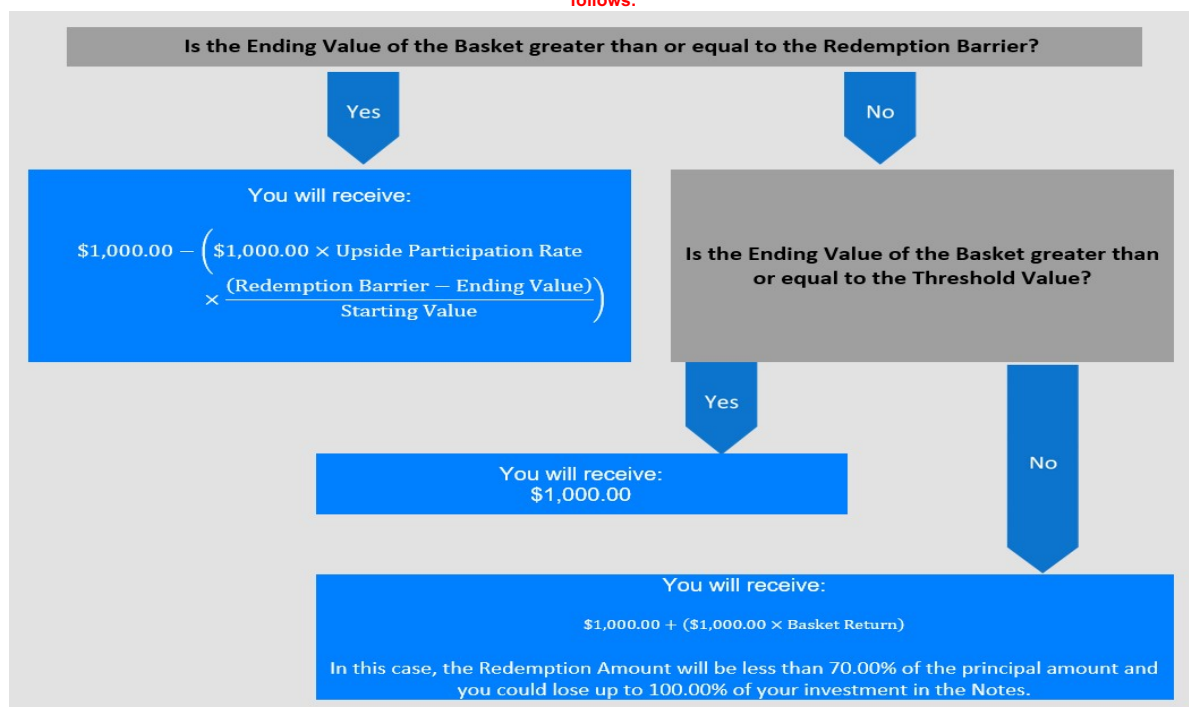 follows:
Is the Ending Value of the Basket greater than or equal to the Redemption Barrier?
Yes
No
You will receive:
$1,000.00 − ($1,000.00 × Upside Participation Rate
× (Redemption Barrier − Ending Value)
Starting Value)
Is the Ending Value of the Basket greater than
or equal to the Threshold Value?
Yes
No
You will receive:
$1,000.00
You will receive:
$1,000.00 + ($1,000.00 × Basket Return)
In this case, the Redemption Amount will be less than 70.00% of the principal amount and
you could lose up to 100.00% of your investment in the Notes.